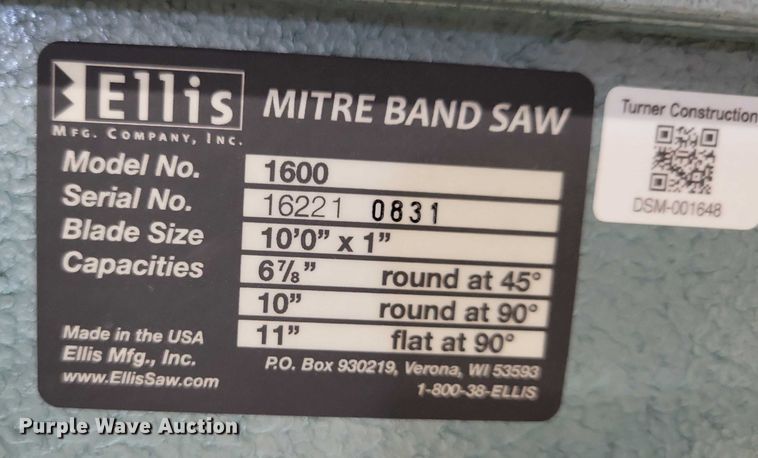 Ellis MITRE BAND SAW
MFG. COMPANY, INC.
Model No. 1600
Serial No. 16221 0831
Blade Size 10'0" x 1"
Capacities 6⅞" round at 45°
10" round at 90°
11" flat at 90°
Made in the USA
Ellis Mfg., Inc.
www.EllisSaw.com
P.O. Box 930219, Verona, WI 53593
1-800-38-ELLIS
Turner Construction
DSM-001648
Purple Wave Auction